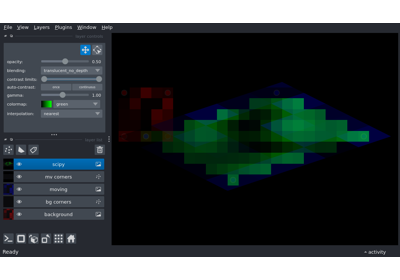 File View Layers Plugins Window Help
opacity: 0.50
blending: translucent_no_depth
contrast limits:
auto-contrast: once continuous
gamma: 1.00
colormap: green
interpolation: nearest
scipy
mv corners
moving
bg corners
background
Ready
activity